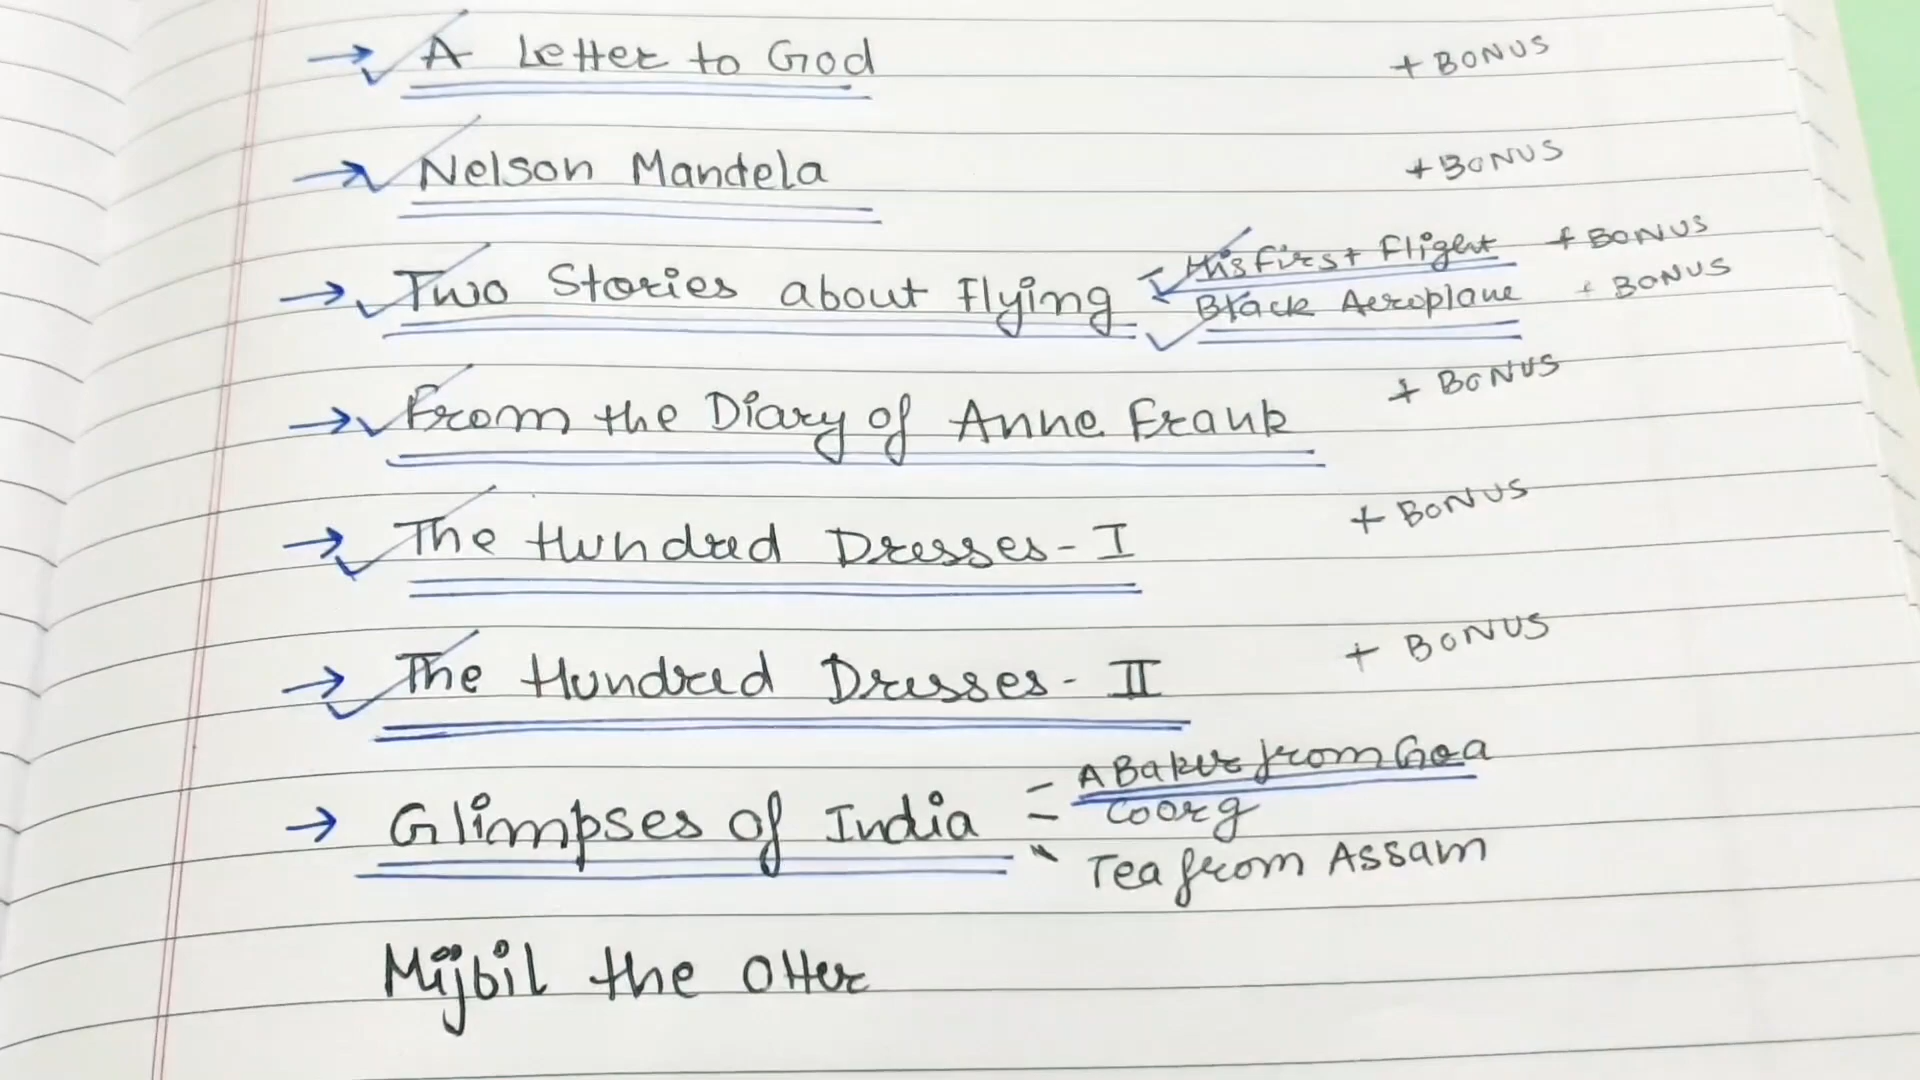 → A Letter to God + BONUS
→ Nelson Mandela + BONUS
→ Two Stories about Flying - His First Flight + BONUS
- Black Aeroplane + BONUS
→ From the Diary of Anne Frank + BONUS
→ The Hundred Dresses - I + BONUS
→ The Hundred Dresses - II + BONUS
→ Glimpses of India - A Baker from Goa
- Coorg
- Tea from Assam
Mijbil the Otter